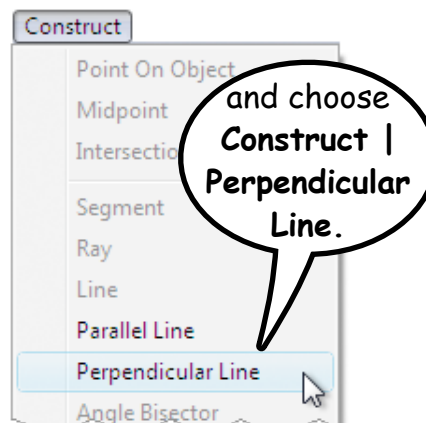 Construct
Point On Object
Midpoint
and choose
Construct |
Perpendicular
Line.
Segment
Ray
Line
Parallel Line
Perpendicular Line
Angle Bisector